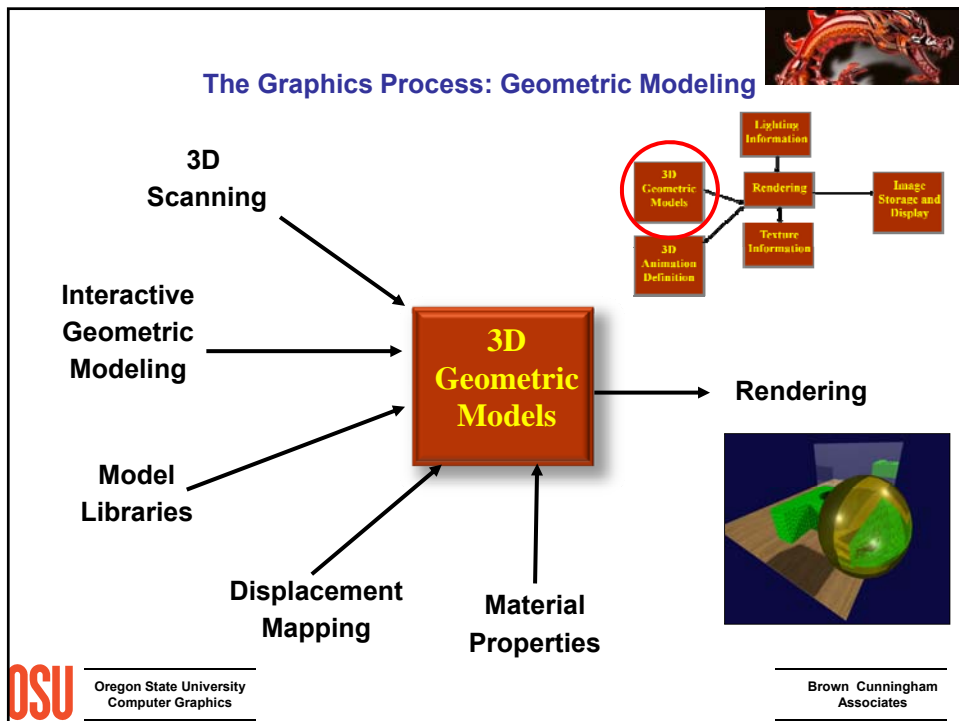 The Graphics Process: Geometric Modeling
Lighting
Information
3D
Geometric
Models
Rendering
Image
Storage and
Display
Texture
Information
3D
Animation
Definition
3D
Scanning
Interactive
Geometric
Modeling
3D
Geometric
Models
Rendering
Model
Libraries
Displacement
Mapping
Material
Properties
OSU
Oregon State University
Computer Graphics
Brown Cunningham
Associates